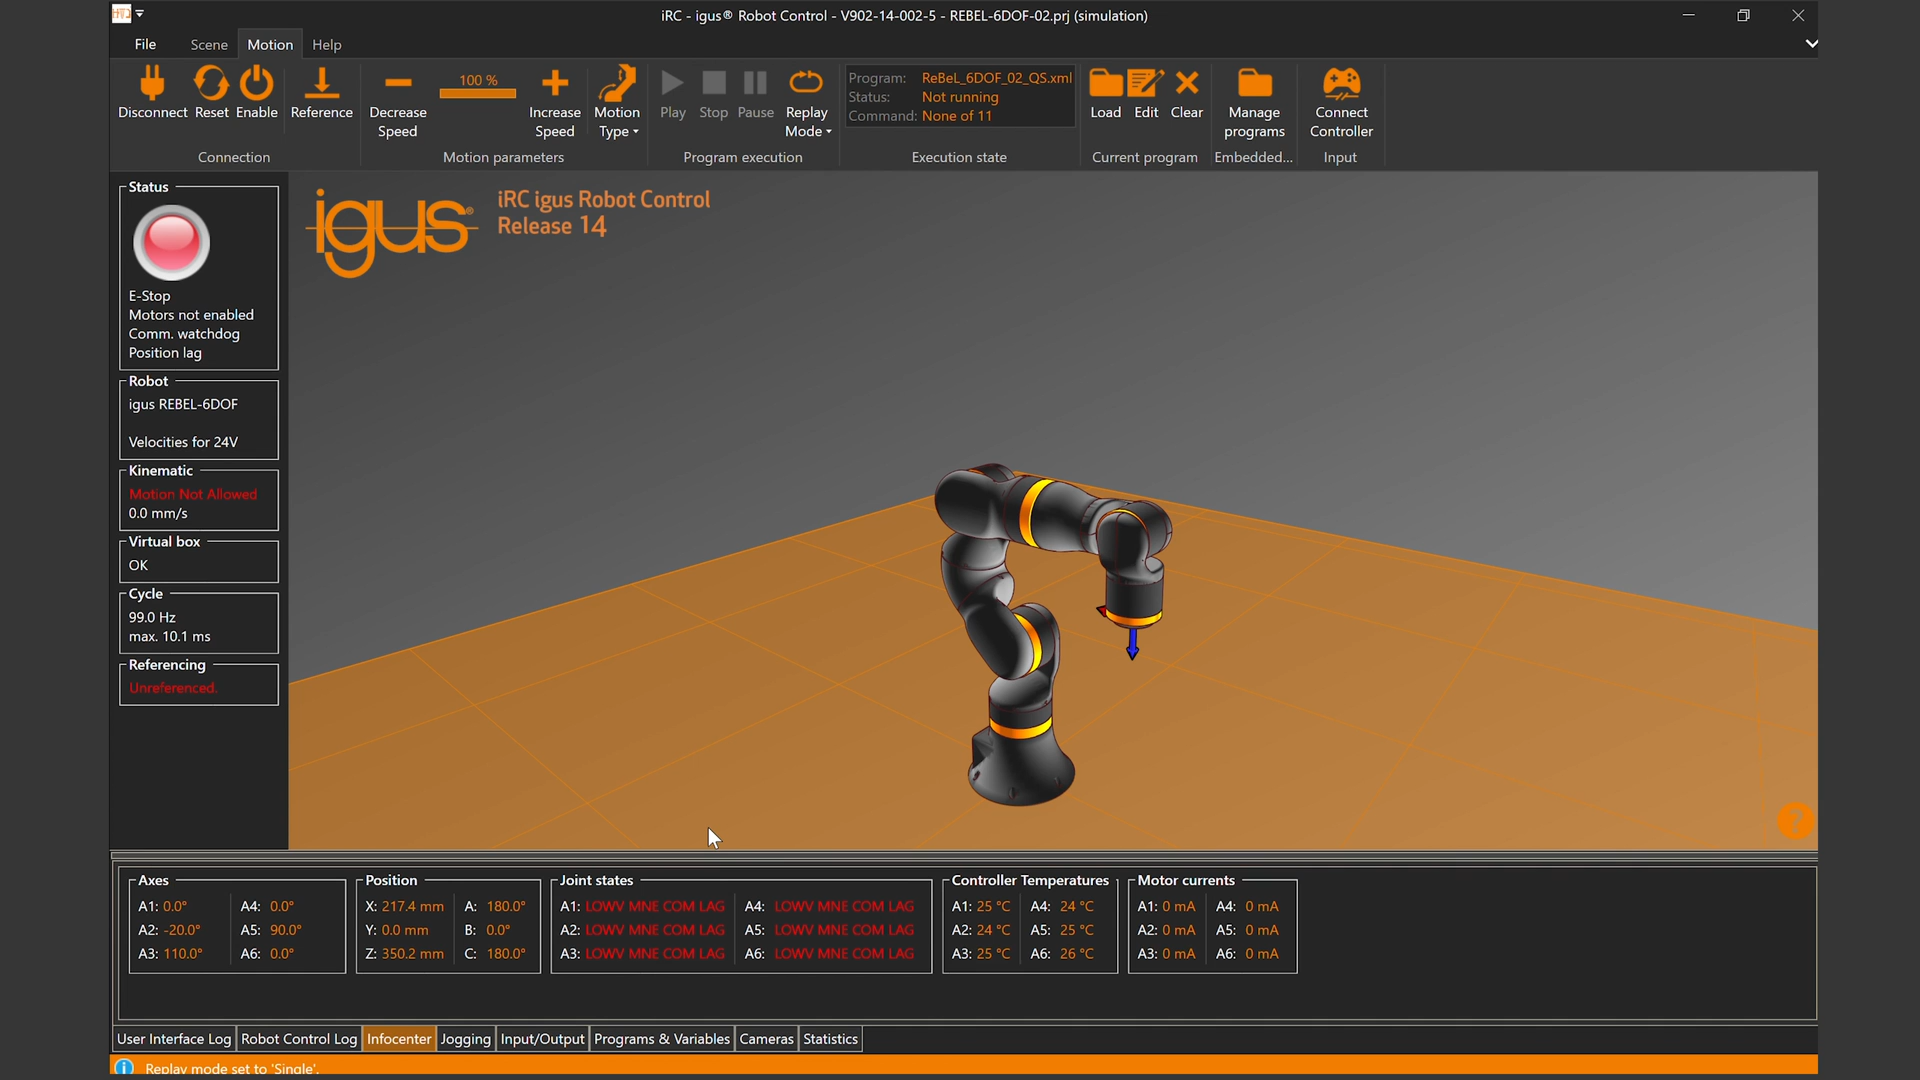 iRC - igus® Robot Control - V902-14-002-5 - REBEL-6DOF-02.prj (simulation)
File Scene Motion Help
Disconnect Reset Enable
Connection
Reference
Decrease Speed
100 %
Increase Speed
Motion Type
Motion parameters
Play Stop Pause
Replay Mode
Program execution
Program: ReBeL_6DOF_02_QS.xml
Status: Not running
Command: None of 11
Execution state
Load Edit Clear
Current program
Manage programs
Embedded...
Connect Controller
Input
igus®
iRC igus Robot Control
Release 14
Status
E-Stop
Motors not enabled
Comm. watchdog
Position lag
Robot
igus REBEL-6DOF
Velocities for 24V
Kinematic
Motion Not Allowed
0.0 mm/s
Virtual box
OK
Cycle
99.0 Hz
max. 10.1 ms
Referencing
Unreferenced.
?
Axes
A1: 0.0° A4: 0.0°
A2: -20.0° A5: 90.0°
A3: 110.0° A6: 0.0°
Position
X: 217.4 mm A: 180.0°
Y: 0.0 mm B: 0.0°
Z: 350.2 mm C: 180.0°
Joint states
A1: LOWV MNE COM LAG A4: LOWV MNE COM LAG
A2: LOWV MNE COM LAG A5: LOWV MNE COM LAG
A3: LOWV MNE COM LAG A6: LOWV MNE COM LAG
Controller Temperatures
A1: 25 °C A4: 24 °C
A2: 24 °C A5: 25 °C
A3: 25 °C A6: 26 °C
Motor currents
A1: 0 mA A4: 0 mA
A2: 0 mA A5: 0 mA
A3: 0 mA A6: 0 mA
User Interface Log Robot Control Log Infocenter Jogging Input/Output Programs & Variables Cameras Statistics
Replay mode set to 'Single'.